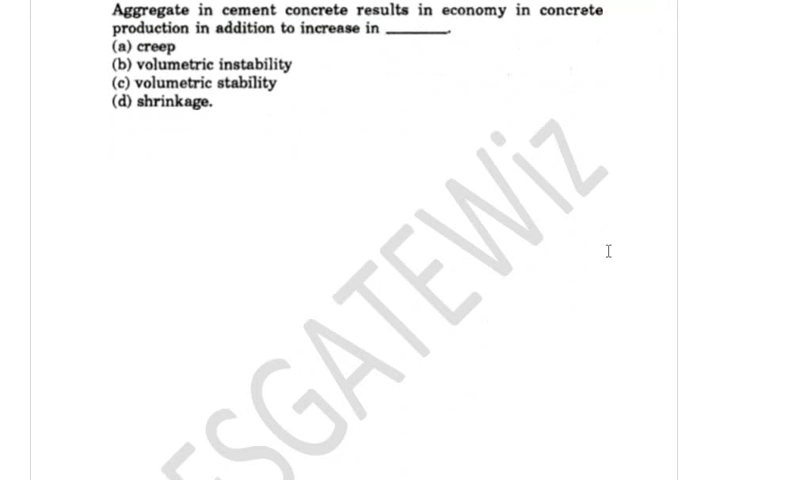 Aggregate in cement concrete results in economy in concrete
production in addition to increase in ________.
(a) creep
(b) volumetric instability
(c) volumetric stability
(d) shrinkage.
ESGATEWiz